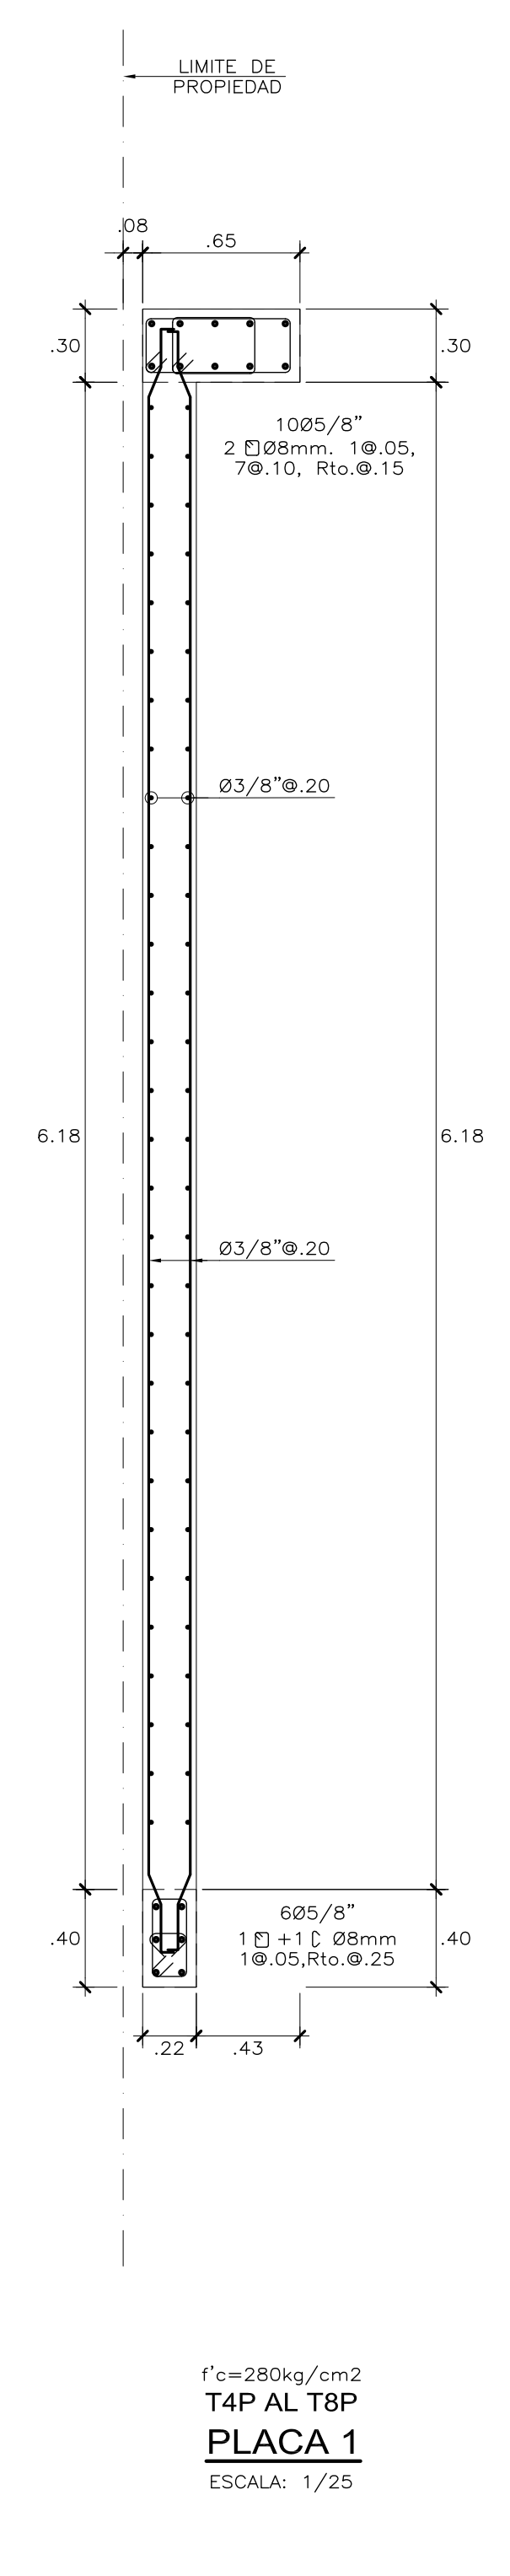 LIMITE DE
PROPIEDAD
.08
.65
.30
.30
10Ø5/8"
2 Ø8mm. 1@.05,
7@.10, Rto.@.15
Ø3/8"@.20
6.18
6.18
Ø3/8"@.20
6Ø5/8"
1 +1 Ø8mm
1@.05,Rto.@.25
.40
.40
.22
.43
f'c=280kg/cm2
T4P AL T8P
PLACA 1
ESCALA: 1/25